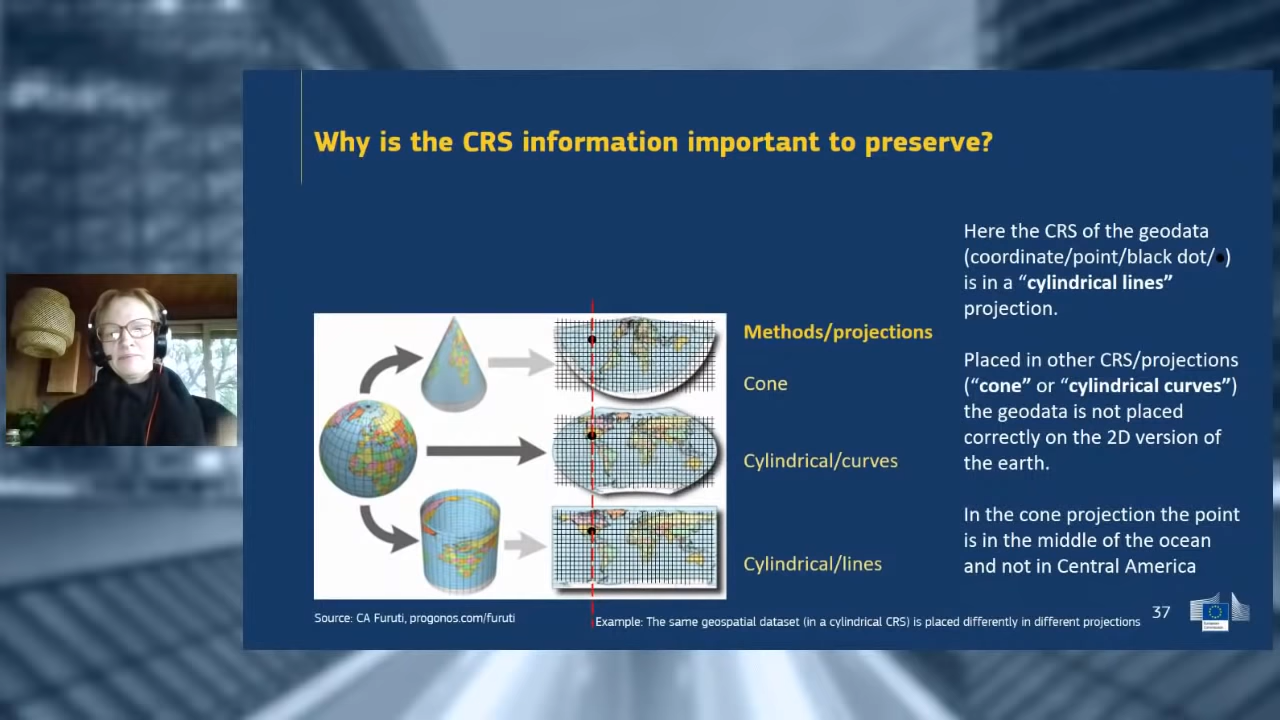 Why is the CRS information important to preserve?
Here the CRS of the geodata
(coordinate/point/black dot/●)
is in a “cylindrical lines”
projection.
Placed in other CRS/projections
(“cone” or “cylindrical curves”)
the geodata is not placed
correctly on the 2D version of
the earth.
In the cone projection the point
is in the middle of the ocean
and not in Central America
Methods/projections
Cone
Cylindrical/curves
Cylindrical/lines
Source: CA Furuti, progonos.com/furuti
Example: The same geospatial dataset (in a cylindrical CRS) is placed differently in different projections
37
European
Commission